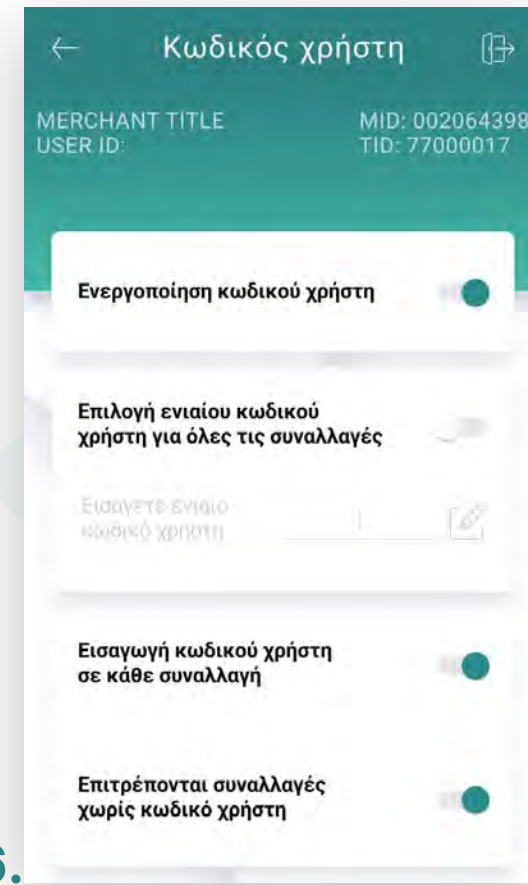 Κωδικός χρήστη
MERCHANT TITLE
MID: 002064398
USER ID:
TID: 77000017
Ενεργοποίηση κωδικού χρήστη
Επιλογή ενιαίου κωδικού
χρήστη για όλες τις συναλλαγές
Εισάγετε ενιαίο
κωδικό χρήστη
Εισαγωγή κωδικού χρήστη
σε κάθε συναλλαγή
Επιτρέπονται συναλλαγές
χωρίς κωδικό χρήστη